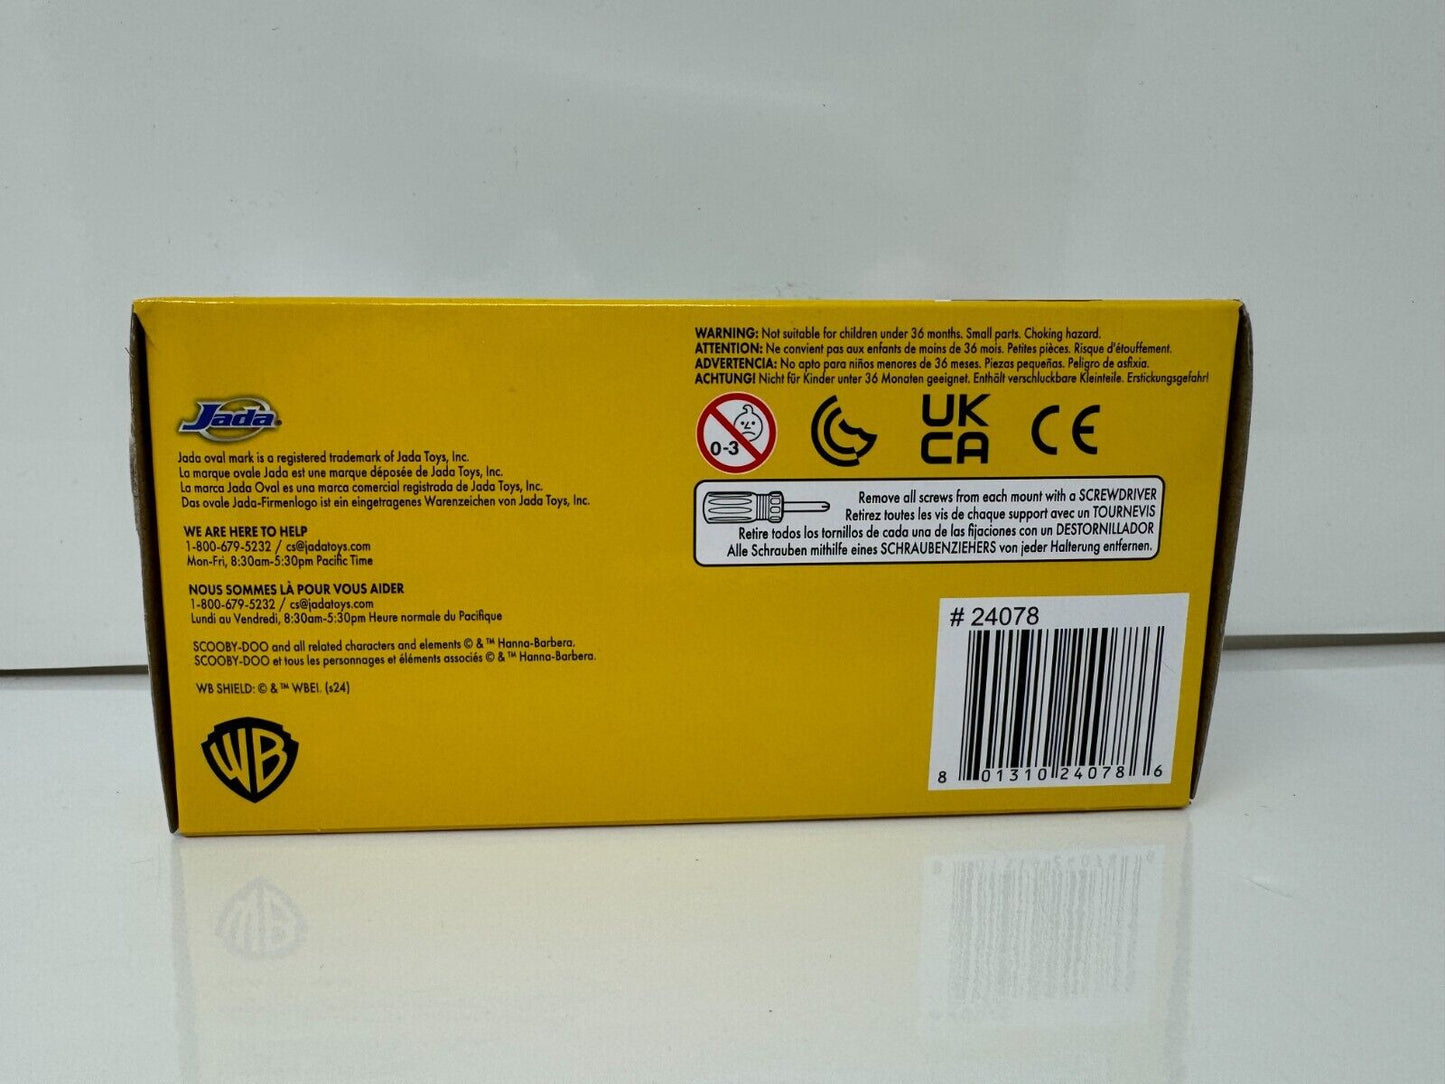 Jada
Jada oval mark is a registered trademark of Jada Toys, Inc.
La marque ovale Jada est une marque déposée de Jada Toys, Inc.
La marca Jada Oval es una marca comercial registrada de Jada Toys, Inc.
Das ovale Jada-Firmenlogo ist ein eingetragenes Warenzeichen von Jada Toys, Inc.
WE ARE HERE TO HELP
1-800-679-5232 / cs@jadatoys.com
Mon-Fri, 8:30am-5:30pm Pacific Time
NOUS SOMMES LÀ POUR VOUS AIDER
1-800-679-5232 / cs@jadatoys.com
Lundi au Vendredi, 8:30am-5:30pm Heure normale du Pacifique
SCOOBY-DOO and all related characters and elements © & ™ Hanna-Barbera.
SCOOBY-DOO et tous les personnages et éléments associés © & ™ Hanna-Barbera.
WB SHIELD: © & ™ WBEI. (s24)
WB
WARNING: Not suitable for children under 36 months. Small parts. Choking hazard.
ATTENTION: Ne convient pas aux enfants de moins de 36 mois. Petites pièces. Risque d'étouffement.
ADVERTENCIA: No apto para niños menores de 36 meses. Piezas pequeñas. Peligro de asfixia.
ACHTUNG! Nicht für Kinder unter 36 Monaten geeignet. Enthält verschluckbare Kleinteile. Erstickungsgefahr!
0-3
UK
CA
CE
Remove all screws from each mount with a SCREWDRIVER
Retirez toutes les vis de chaque support avec un TOURNEVIS
Retire todos los tornillos de cada una de las fijaciones con un DESTORNILLADOR
Alle Schrauben mithilfe eines SCHRAUBENZIEHERS von jeder Halterung entfernen.
# 24078
8 01310 24078 6